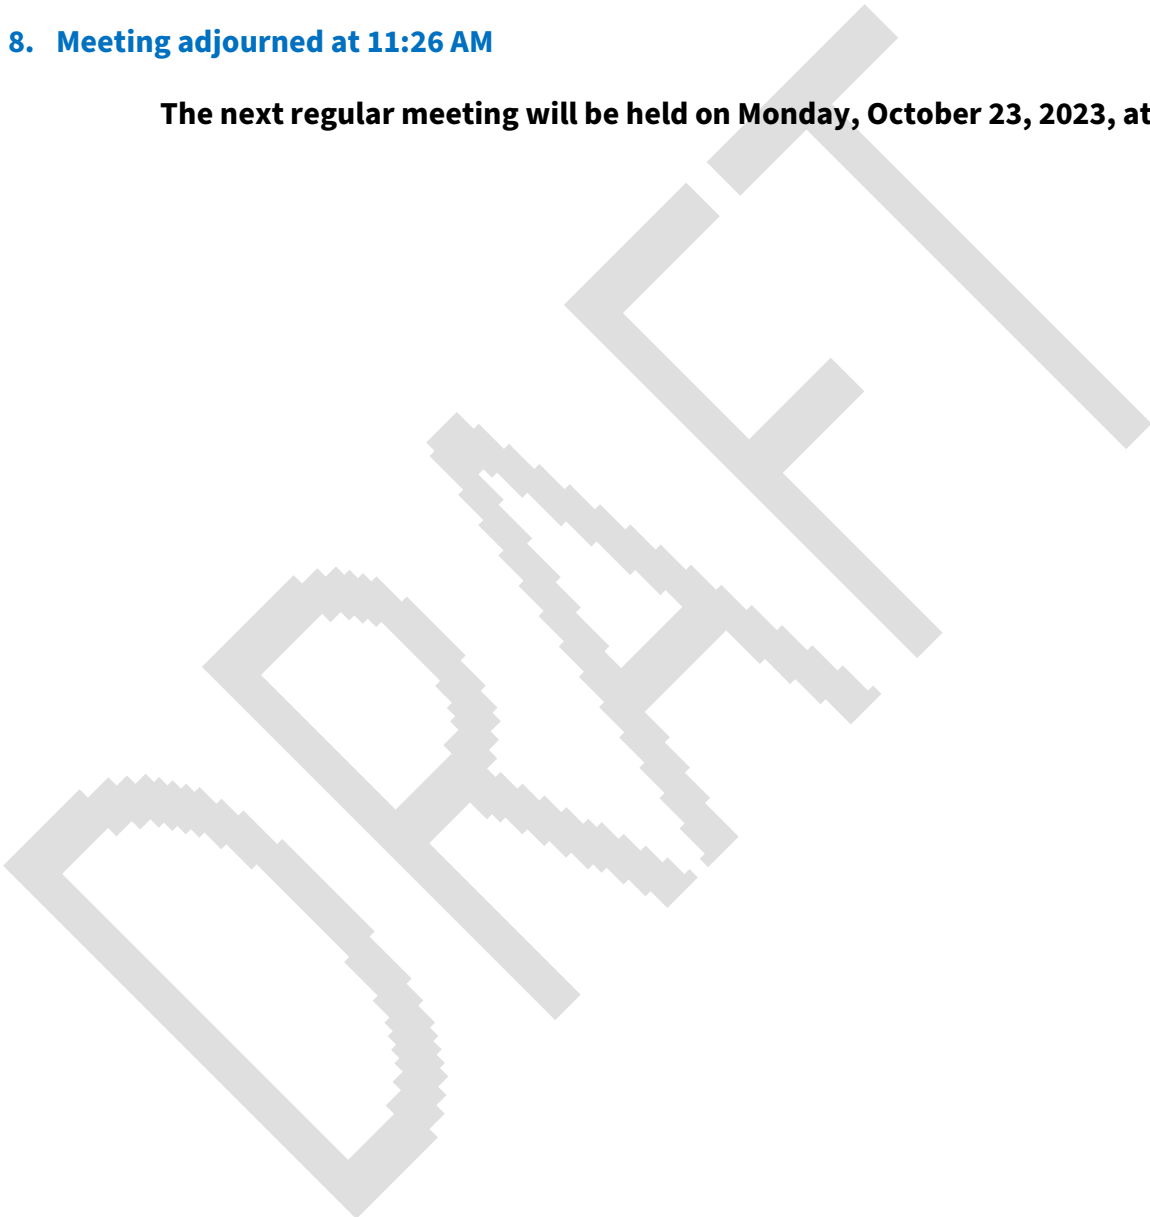 8. Meeting adjourned at 11:26 AM
The next regular meeting will be held on Monday, October 23, 2023, at
DRAFT